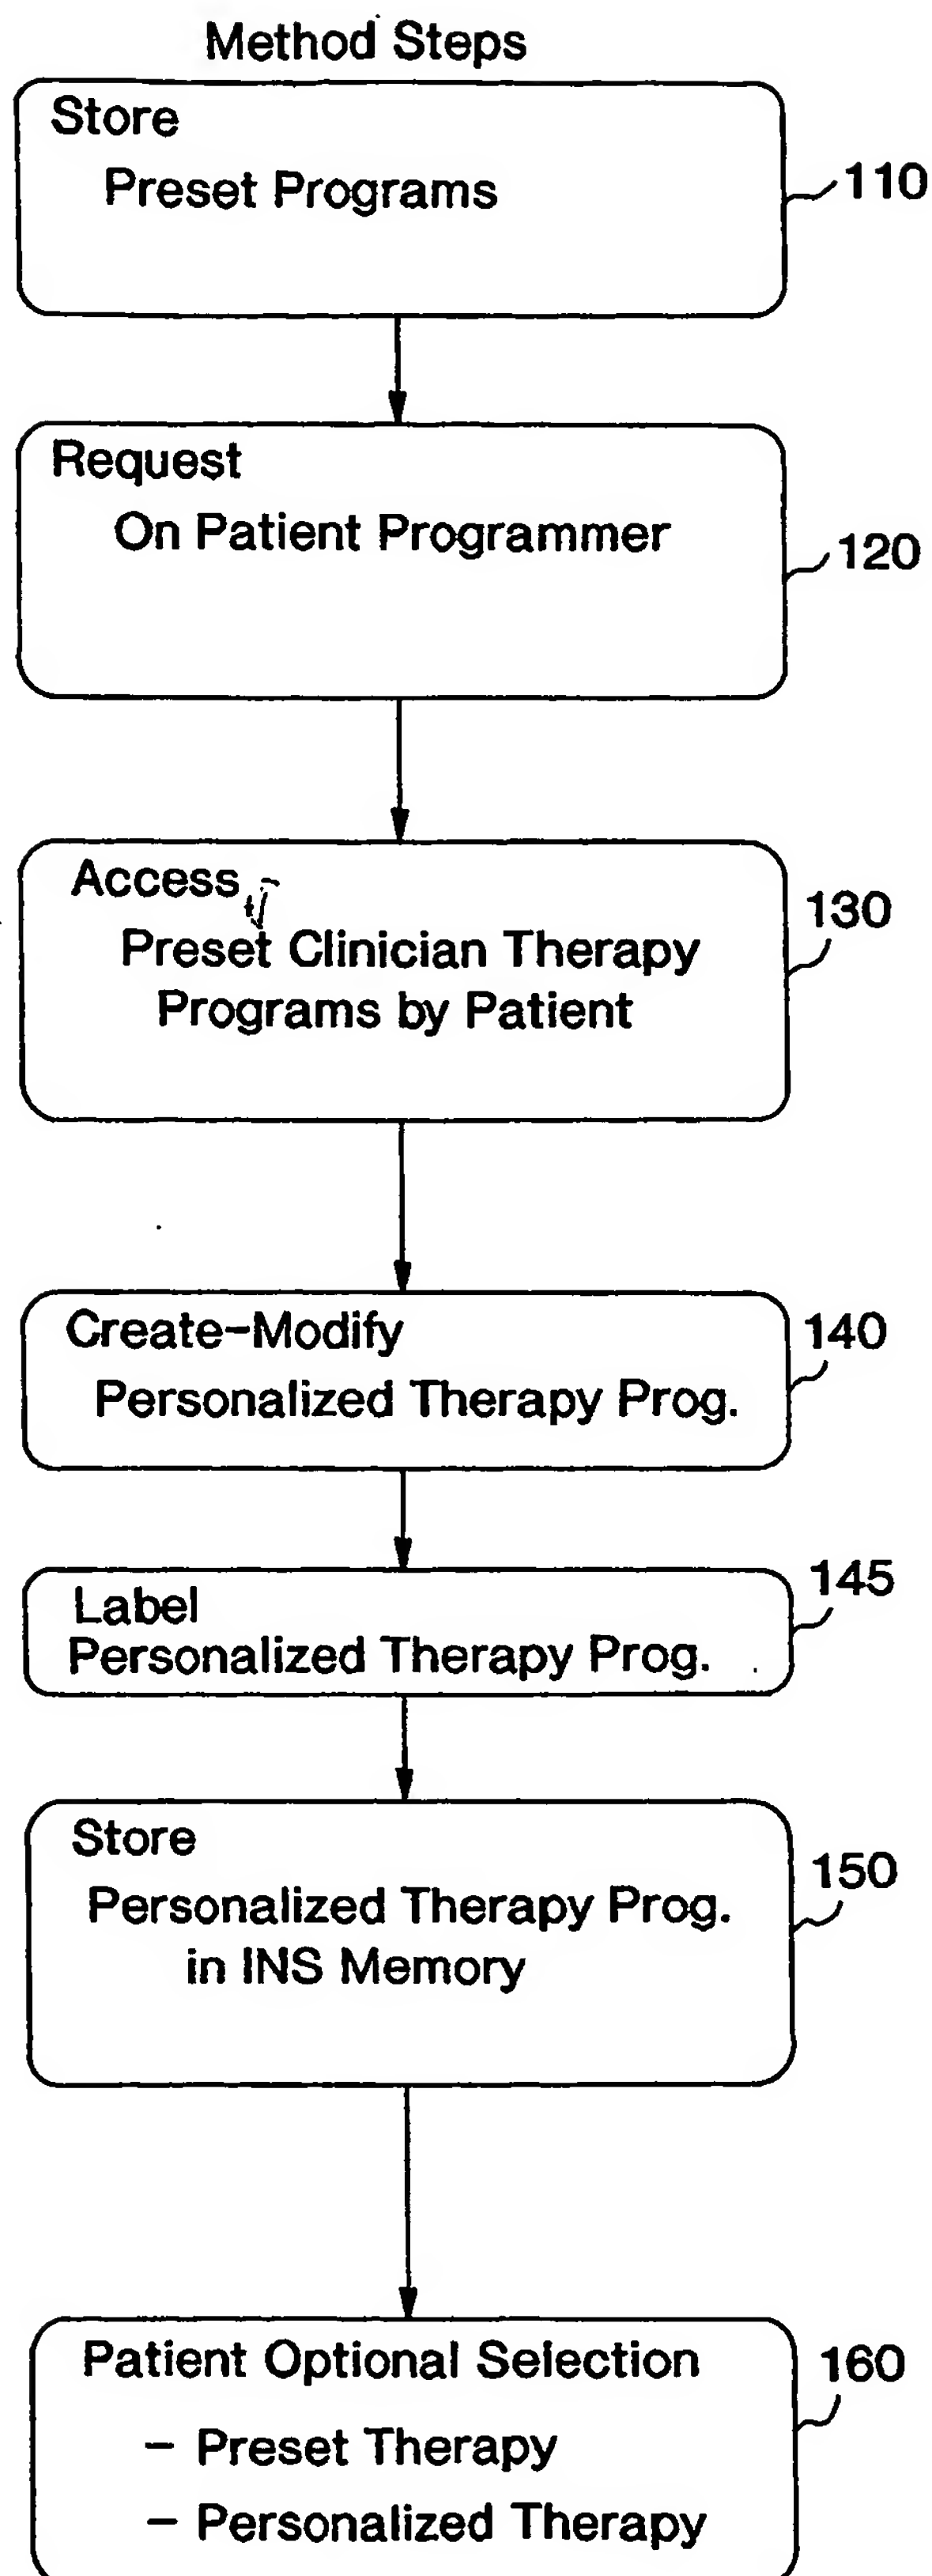 Method Steps
Store
Preset Programs
110
Request
On Patient Programmer
120
Access
Preset Clinician Therapy
Programs by Patient
130
Create-Modify
Personalized Therapy Prog.
140
Label
Personalized Therapy Prog.
145
Store
Personalized Therapy Prog.
in INS Memory
150
Patient Optional Selection
- Preset Therapy
- Personalized Therapy
160